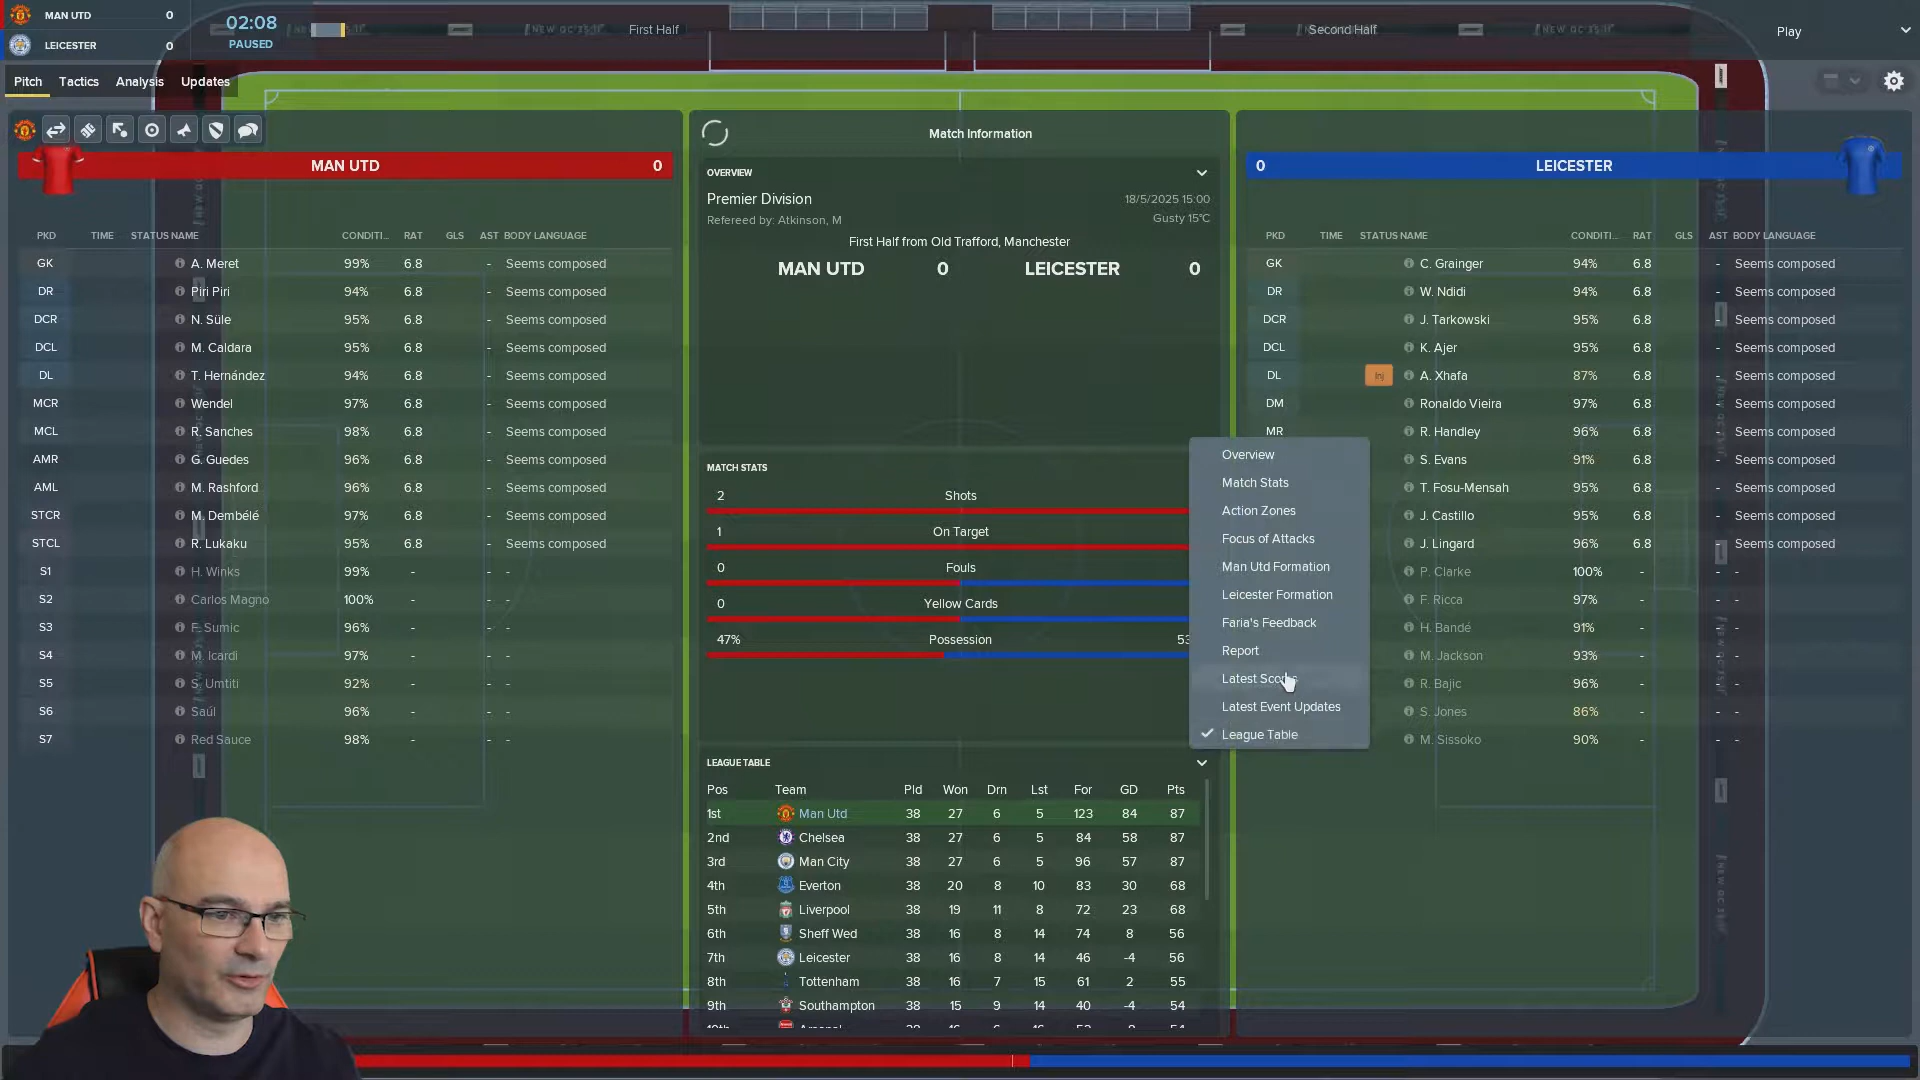 MAN UTD 0
LEICESTER 0
02:08
PAUSED
First Half
Second Half
Play
Pitch Tactics Analysis Updates
MAN UTD 0
PKD TIME STATUS NAME CONDITI... RAT GLS AST BODY LANGUAGE
GK A. Meret 99% 6.8 - Seems composed
DR Piri Piri 94% 6.8 - Seems composed
DCR N. Süle 95% 6.8 - Seems composed
DCL M. Caldara 95% 6.8 - Seems composed
DL T. Hernández 94% 6.8 - Seems composed
MCR Wendel 97% 6.8 - Seems composed
MCL R. Sanches 98% 6.8 - Seems composed
AMR G. Guedes 96% 6.8 - Seems composed
AML M. Rashford 96% 6.8 - Seems composed
STCR M. Dembélé 97% 6.8 - Seems composed
STCL R. Lukaku 95% 6.8 - Seems composed
S1 H. Winks 99% - - -
S2 Carlos Magno 100% - - -
S3 F. Sumic 96% - - -
S4 M. Icardi 97% - - -
S5 S. Umtiti 92% - - -
S6 Saúl 96% - - -
S7 Red Sauce 98% - - -
Match Information
OVERVIEW
Premier Division 18/5/2025 15:00
Refereed by: Atkinson, M Gusty 15°C
First Half from Old Trafford, Manchester
MAN UTD 0 LEICESTER 0
MATCH STATS
2 Shots
1 On Target
0 Fouls
0 Yellow Cards
47% Possession
LEAGUE TABLE
Pos Team Pld Won Drn Lst For GD Pts
1st Man Utd 38 27 6 5 123 84 87
2nd Chelsea 38 27 6 5 84 58 87
3rd Man City 38 27 6 5 96 57 87
4th Everton 38 20 8 10 83 30 68
5th Liverpool 38 19 11 8 72 23 68
6th Sheff Wed 38 16 8 14 74 8 56
7th Leicester 38 16 8 14 46 -4 56
8th Tottenham 38 16 7 15 61 2 55
9th Southampton 38 15 9 14 40 -4 54
Overview
Match Stats
Action Zones
Focus of Attacks
Man Utd Formation
Leicester Formation
Faria's Feedback
Report
Latest
Latest Event Updates
League Table
0 LEICESTER
PKD TIME STATUS NAME CONDITI... RAT GLS AST BODY LANGUAGE
GK C. Grainger 94% 6.8 - Seems composed
DR W. Ndidi 94% 6.8 - Seems composed
DCR J. Tarkowski 95% 6.8 - Seems composed
DCL K. Ajer 95% 6.8 - Seems composed
DL Inj A. Xhafa 87% 6.8 - Seems composed
DM Ronaldo Vieira 97% 6.8 - Seems composed
MR R. Handley 96% 6.8 - Seems composed
S. Evans 91% 6.8 - Seems composed
T. Fosu-Mensah 95% 6.8 - Seems composed
J. Castillo 95% 6.8 - Seems composed
J. Lingard 96% 6.8 - Seems composed
P. Clarke 100% - - -
F. Ricca 97% - - -
H. Bandé 91% - - -
M. Jackson 93% - - -
R. Bajic 96% - - -
S. Jones 86% - - -
M. Sissoko 90% - - -